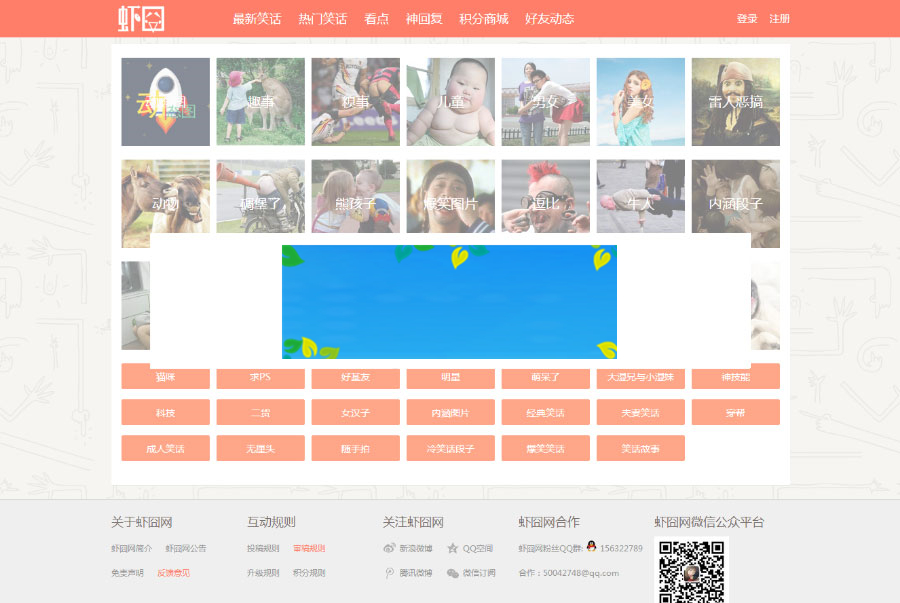 虾囧
最新笑话 热门笑话 看点 神回复 积分商城 好友动态
登录 注册
动态图 趣事 糗事 儿童 男女 美女 雷人恶搞
动物 碉堡了 熊孩子 爆笑图片 逗比 牛人 内涵段子
猫咪 求PS 好基友 明星 萌呆了 大湿兄与小湿妹 神技能
科技 二货 女汉子 内涵图片 经典笑话 夫妻笑话 穿帮
成人笑话 无厘头 随手拍 冷笑话段子 爆笑笑话 笑话故事
关于虾囧网 互动规则 关注虾囧网 虾囧网合作 虾囧网微信公众平台
虾囧网简介 虾囧网公告 投稿规则 审稿规则 新浪微博 QQ空间 虾囧网粉丝QQ群: 156322789
免责声明 反馈意见 升级规则 积分规则 腾讯微博 微信订阅 合作：50042748@qq.com